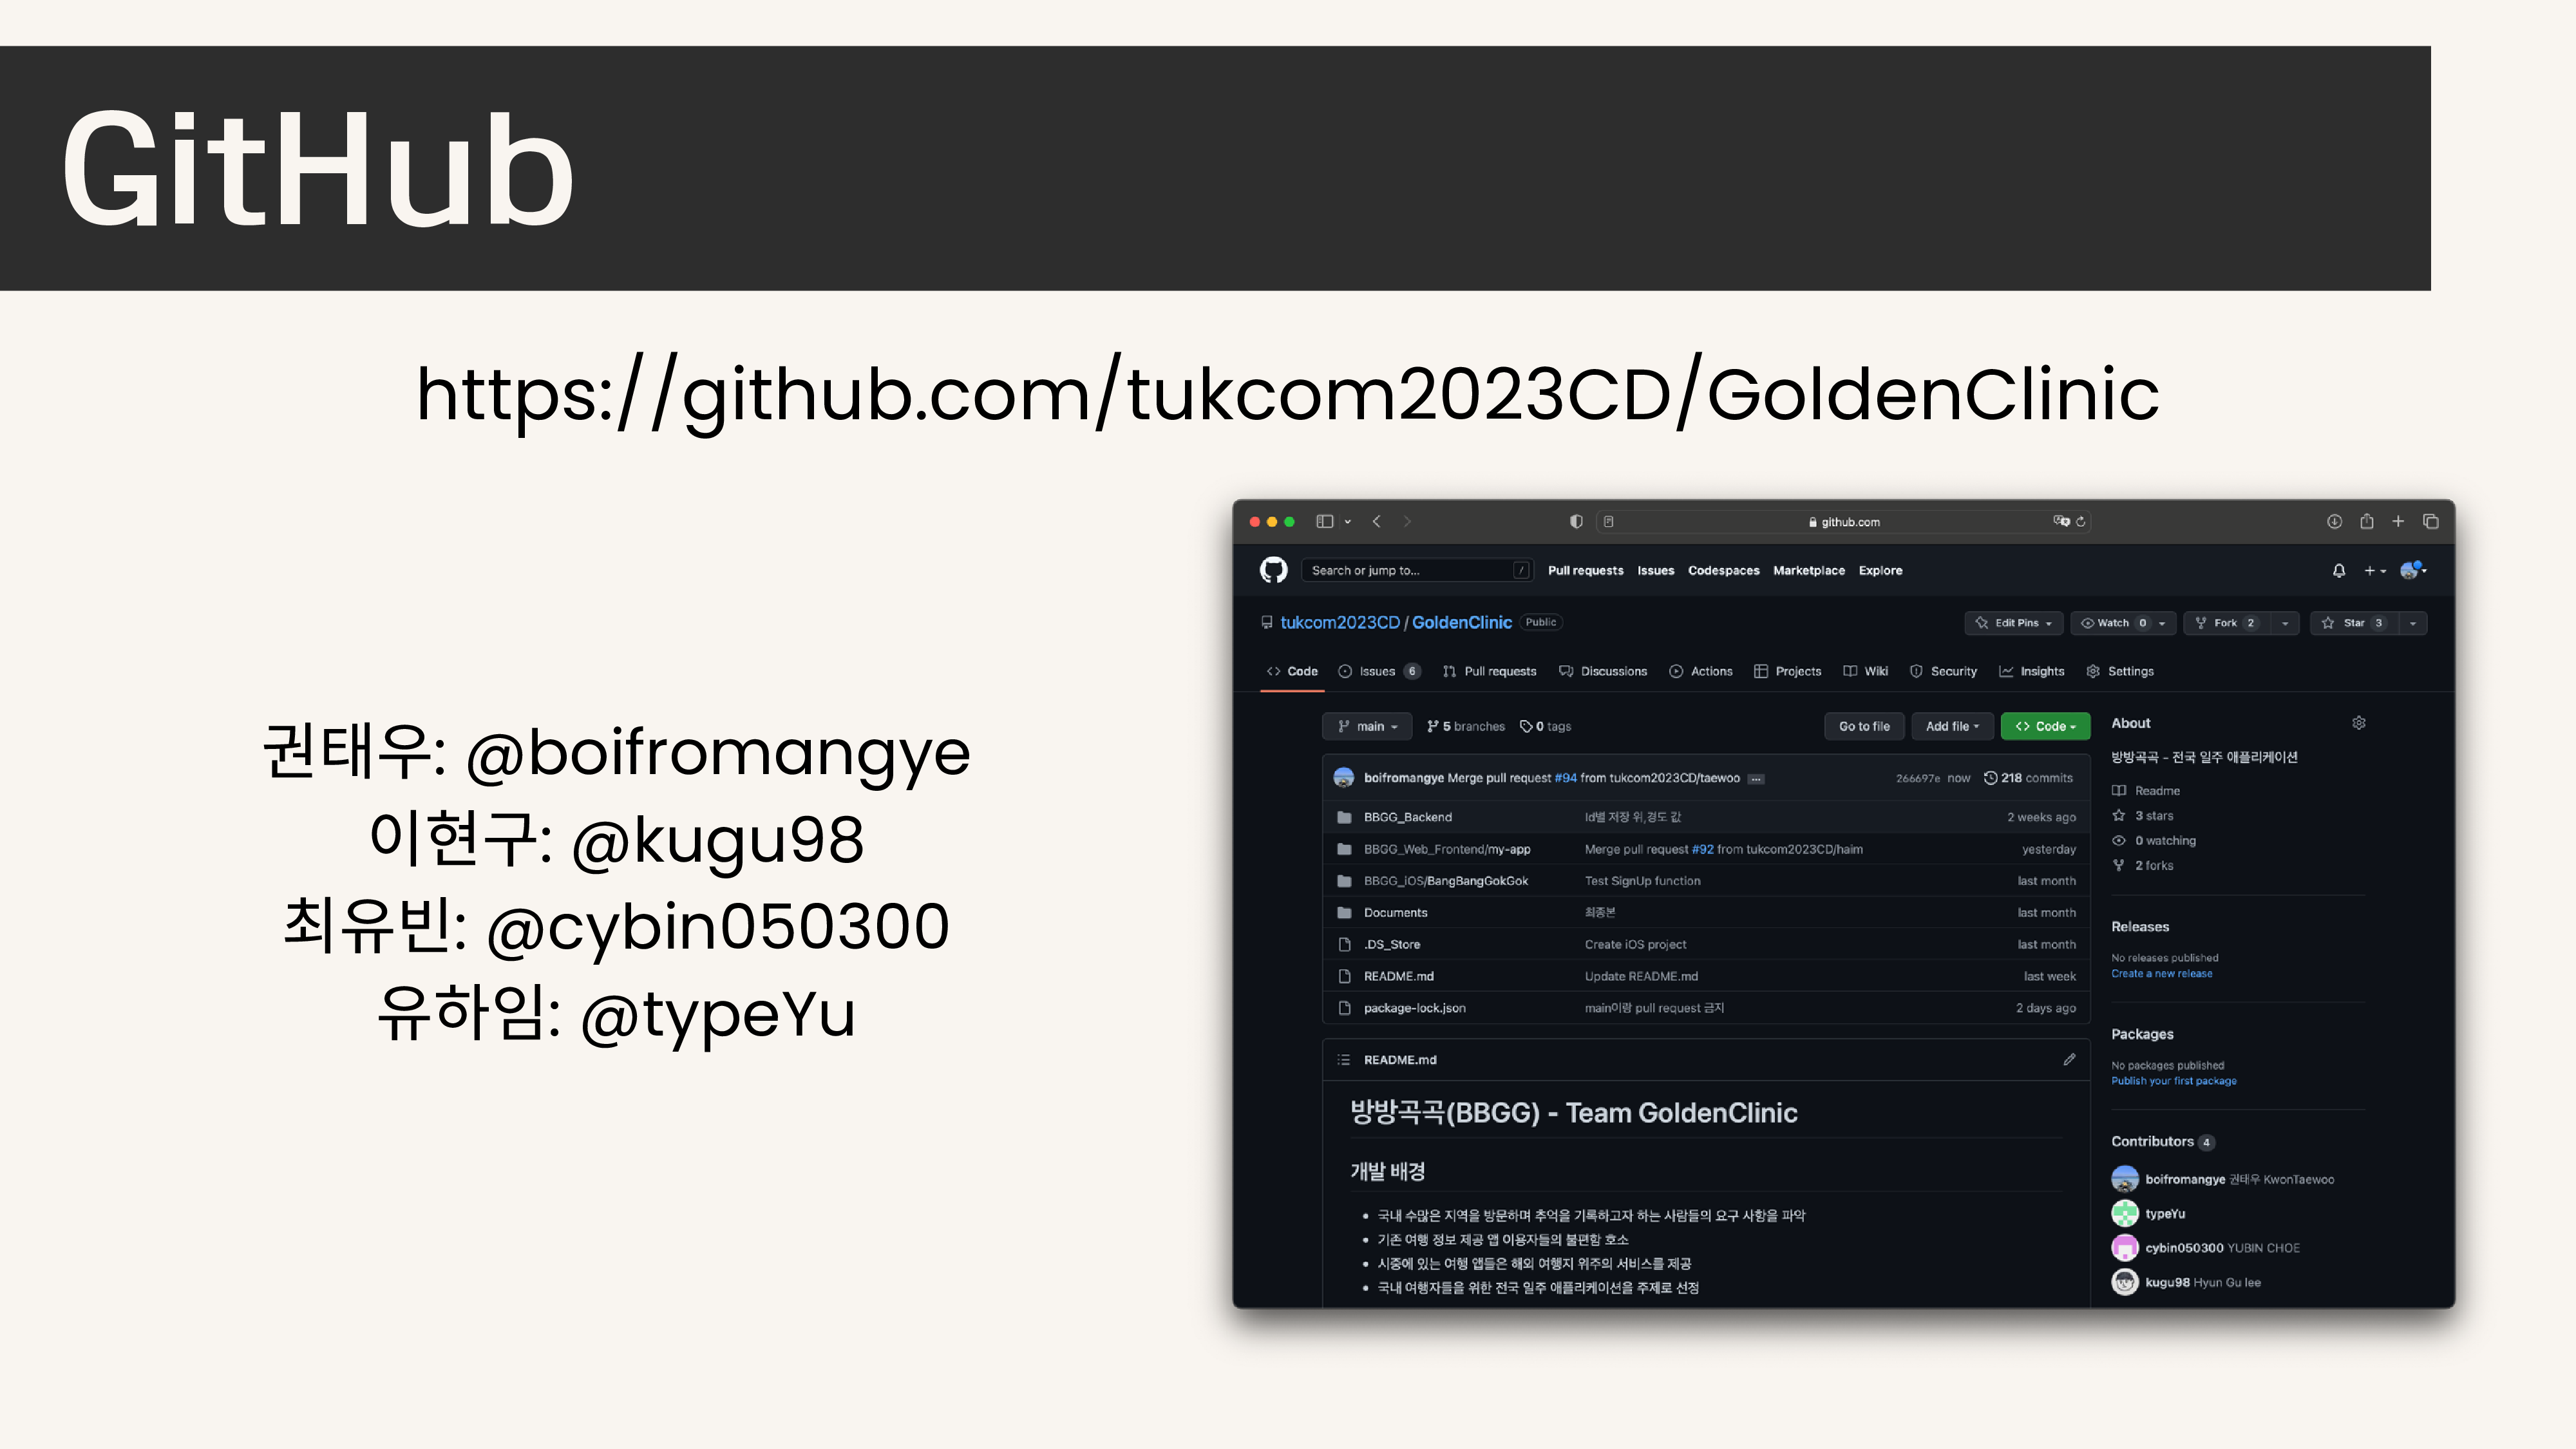 GitHub
https://github.com/tukcom2023CD/GoldenClinic
권태우: @boifromangye
이현구: @kugu98
최유빈: @cybin050300
유하임: @typeYu
github.com
Search or jump to... /
Pull requests Issues Codespaces Marketplace Explore
tukcom2023CD / GoldenClinic Public
Edit Pins Watch 0 Fork 2 Star 3
Code Issues 6 Pull requests Discussions Actions Projects Wiki Security Insights Settings
main 5 branches 0 tags Go to file Add file Code
boifromangye Merge pull request #94 from tukcom2023CD/taewoo ... 266697e now 218 commits
BBGG_Backend Id별 저장 위,경도 값 2 weeks ago
BBGG_Web_Frontend/my-app Merge pull request #92 from tukcom2023CD/haim yesterday
BBGG_iOS/BangBangGokGok Test SignUp function last month
Documents 최종본 last month
.DS_Store Create iOS project last month
README.md Update README.md last week
package-lock.json main이랑 pull request 금지 2 days ago
README.md
방방곡곡(BBGG) - Team GoldenClinic
개발 배경
국내 수많은 지역을 방문하며 추억을 기록하고자 하는 사람들의 요구 사항을 파악
기존 여행 정보 제공 앱 이용자들의 불편함 호소
시중에 있는 여행 앱들은 해외 여행지 위주의 서비스를 제공
국내 여행자들을 위한 전국 일주 애플리케이션을 주제로 선정
About
방방곡곡 - 전국 일주 애플리케이션
Readme
3 stars
0 watching
2 forks
Releases
No releases published
Create a new release
Packages
No packages published
Publish your first package
Contributors 4
boifromangye 권태우 KwonTaewoo
typeYu
cybin050300 YUBIN CHOE
kugu98 Hyun Gu lee